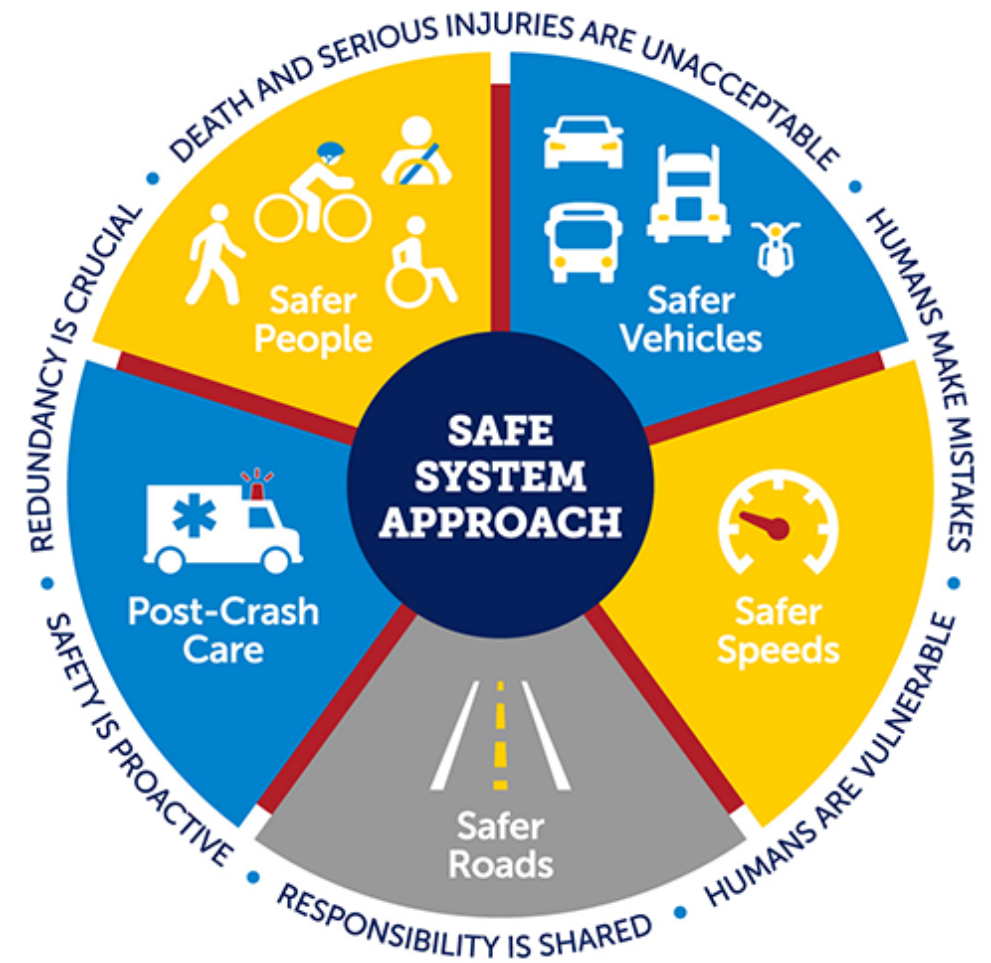 DEATH AND SERIOUS INJURIES ARE UNACCEPTABLE
HUMANS MAKE MISTAKES
HUMANS ARE VULNERABLE
RESPONSIBILITY IS SHARED
SAFETY IS PROACTIVE
REDUNDANCY IS CRUCIAL
Safer
People
Safer
Vehicles
SAFE
SYSTEM
APPROACH
Post-Crash
Care
Safer
Speeds
Safer
Roads